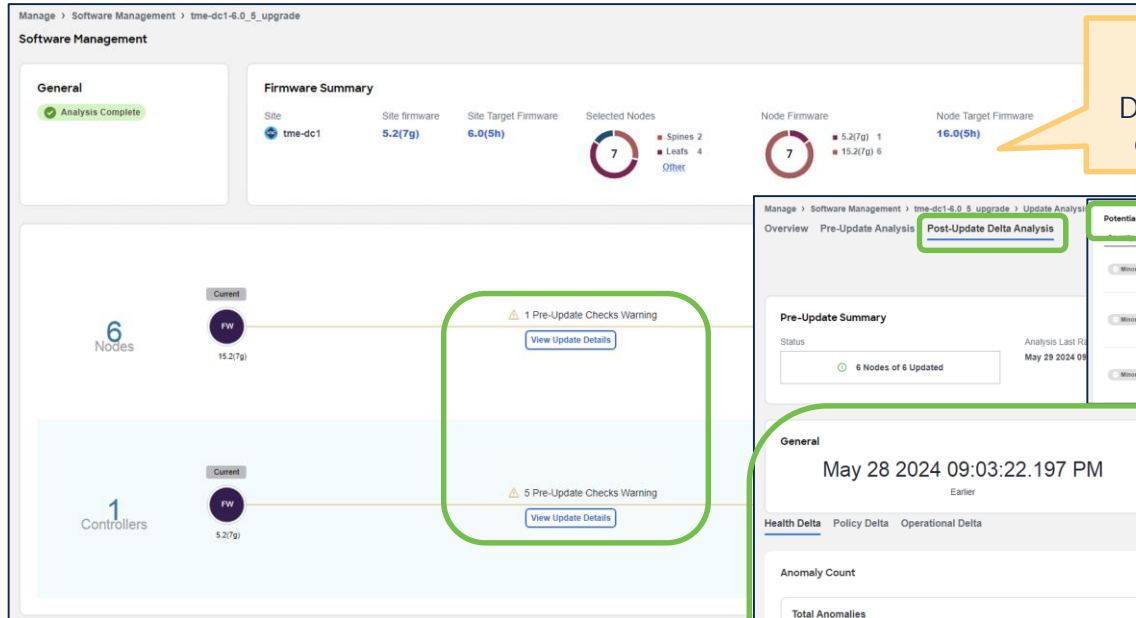 Manage > Software Management > tme-dc1-6.0_5_upgrade
Software Management
General
Analysis Complete
Firmware Summary
Site
tme-dc1
Site firmware
5.2(7g)
Site Target Firmware
6.0(5h)
Selected Nodes
7
Spines 2
Leafs 4
Other
Node Firmware
7
5.2(7g) 1
15.2(7g) 6
Node Target Firmware
16.0(5h)
6
Nodes
Current
FW
15.2(7g)
1 Pre-Update Checks Warning
View Update Details
1
Controllers
Current
FW
5.2(7g)
5 Pre-Update Checks Warning
View Update Details
Manage > Software Management > tme-dc1-6.0_5_upgrade > Update Analysis
Overview Pre-Update Analysis Post-Update Delta Analysis
Pre-Update Summary
Status
6 Nodes of 6 Updated
Analysis Last Ra
May 29 2024 09
General
May 28 2024 09:03:22.197 PM
Earlier
Health Delta Policy Delta Operational Delta
Anomaly Count
Total Anomalies
Potentia
Minor
Minor
Minor